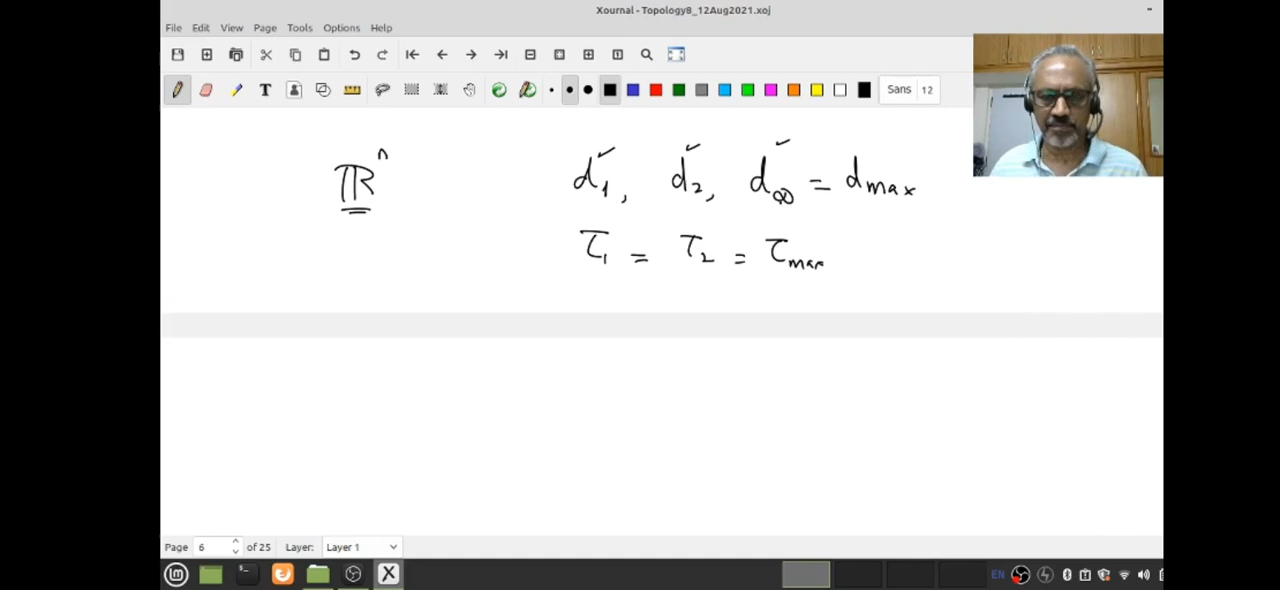 Xournal - Topology8_12Aug2021.xoj
File Edit View Page Tools Options Help
Sans 12
ℝⁿ d₁, d₂, d∞ = dmax
τ₁ = τ₂ = τmax
Page 6 of 25 Layer: Layer 1
EN